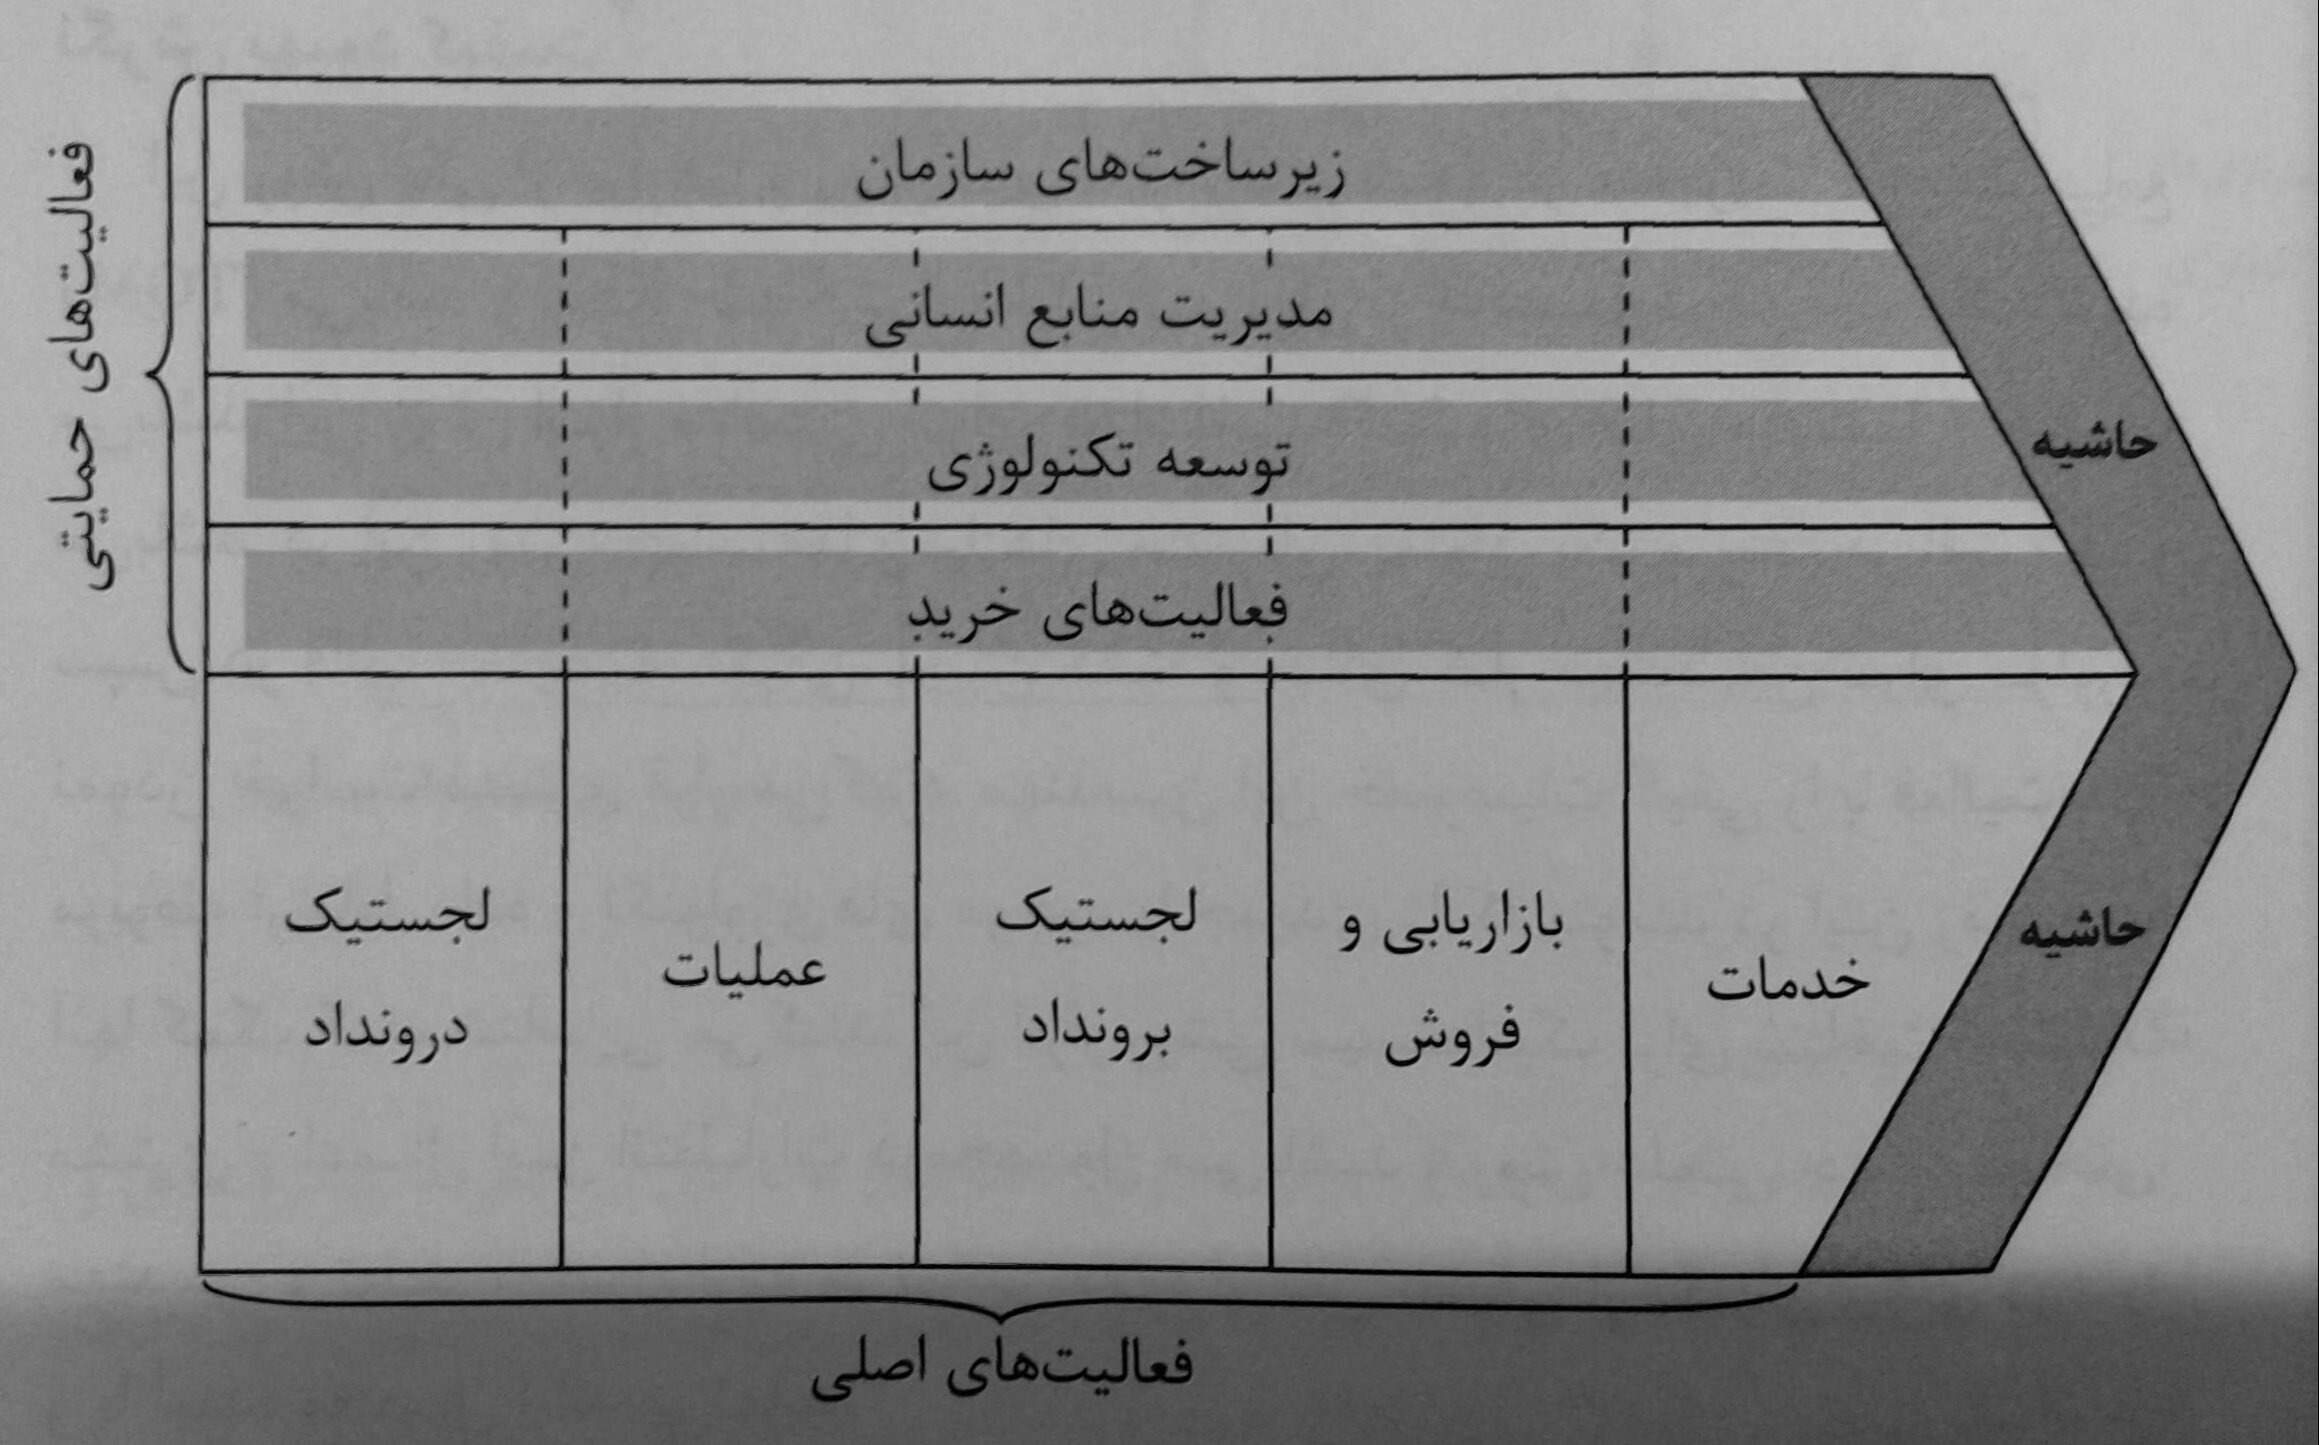 زیرساخت‌های سازمان
مدیریت منابع انسانی
توسعه تکنولوژی
فعالیت‌های خرید
فعالیت‌های حمایتی
حاشیه
حاشیه
لجستیک
درونداد
عملیات
لجستیک
برونداد
بازاریابی و
فروش
خدمات
فعالیت‌های اصلی